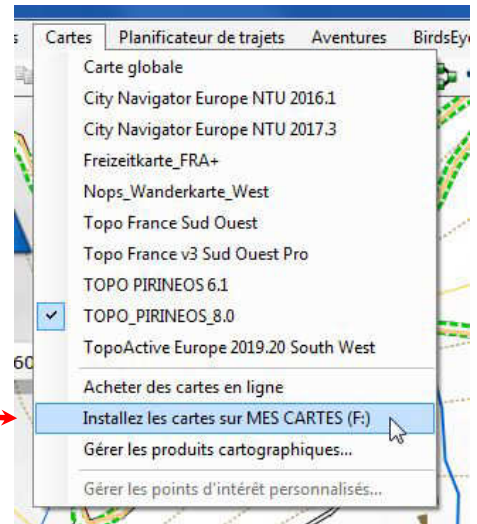 Cartes Planificateur de trajets Aventures BirdsEye
Carte globale
City Navigator Europe NTU 2016.1
City Navigator Europe NTU 2017.3
Freizeitkarte_FRA+
Nops_Wanderkarte_West
Topo France Sud Ouest
Topo France v3 Sud Ouest Pro
TOPO PIRINEOS 6.1
TOPO_PIRINEOS_8.0
TopoActive Europe 2019.20 South West
60
Acheter des cartes en ligne
Installez les cartes sur MES CARTES (F:)
Gérer les produits cartographiques...
Gérer les points d'intérêt personnalisés...